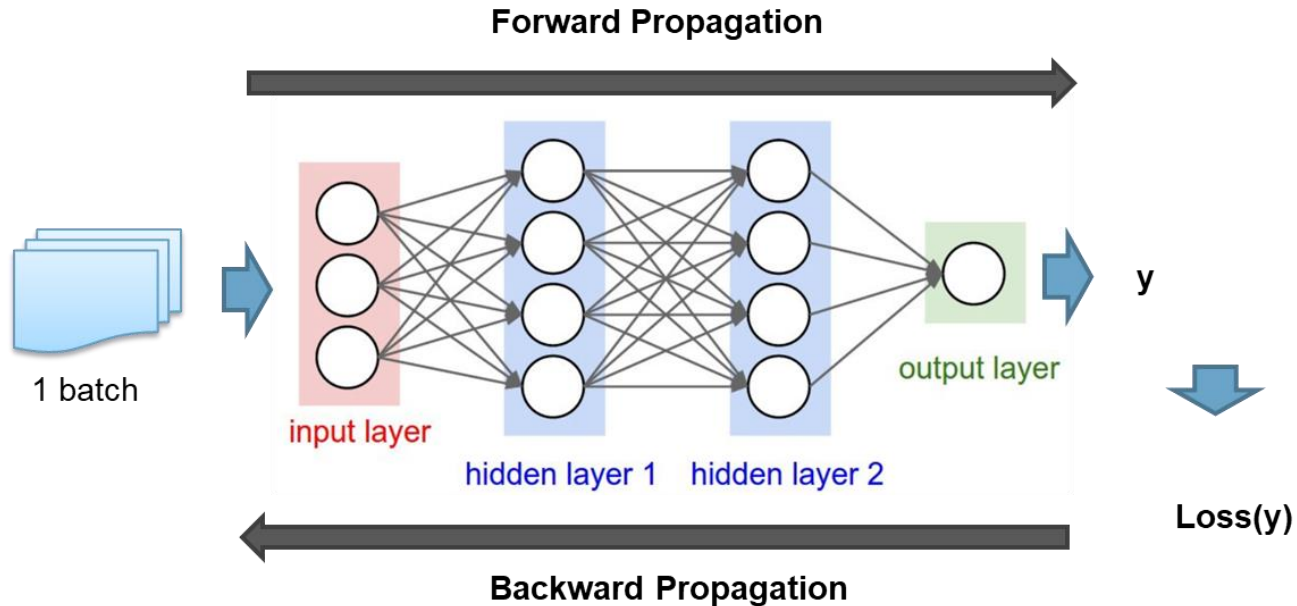 Forward Propagation
1 batch
input layer
hidden layer 1
hidden layer 2
output layer
y
Loss(y)
Backward Propagation